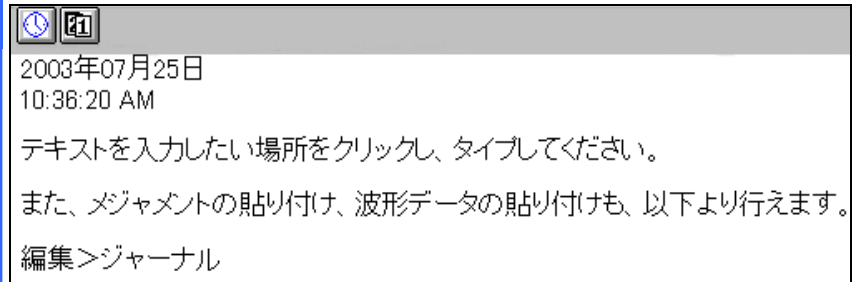 21
2003年07月25日
10:36:20 AM
テキストを入力したい場所をクリックし、タイプしてください。
また、メジャメントの貼り付け、波形データの貼り付けも、以下より行えます。
編集＞ジャーナル